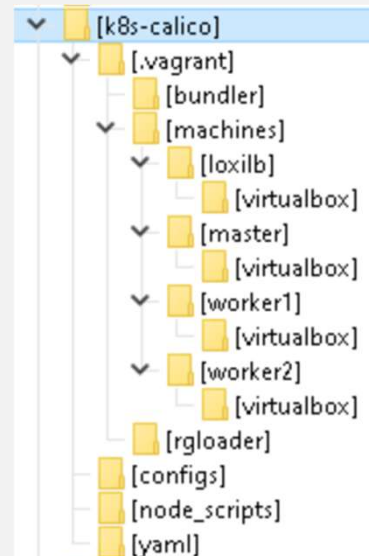 [k8s-calico]
[.vagrant]
[bundler]
[machines]
[loxilb]
[virtualbox]
[master]
[virtualbox]
[worker1]
[virtualbox]
[worker2]
[virtualbox]
[rgloader]
[configs]
[node_scripts]
[yaml]